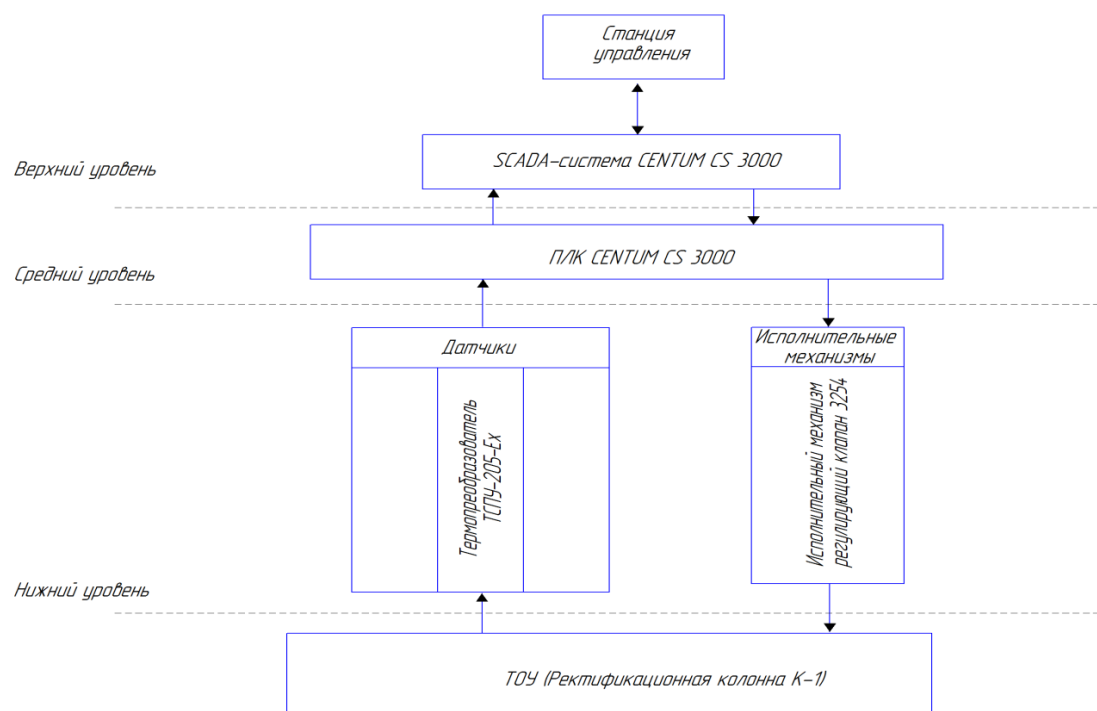 Станция
управления
SCADA-система CENTUM CS 3000
Верхний уровень
ПЛК CENTUM CS 3000
Средний уровень
Датчики
Исполнительные
механизмы
Термопреобразователь
ТСПУ-205-Ex
Исполнительный механизм
регулирующий клапан 3254
Нижний уровень
ТОУ (Ректификационная колонна К-1)